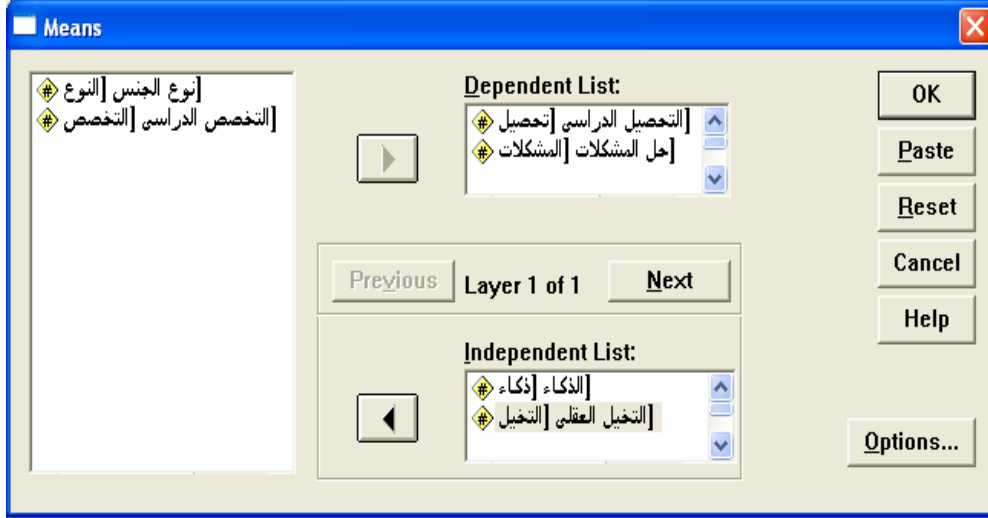 Means
نوع الجنس [النوع]
التخصص الدراسى [التخصص]
Dependent List:
التحصيل الدراسى [تحصيل]
حل المشكلات [المشكلات]
OK
Paste
Reset
Cancel
Help
Previous
Layer 1 of 1
Next
Independent List:
الذكاء [ذكاء]
التخيل العقلى [التخيل]
Options...